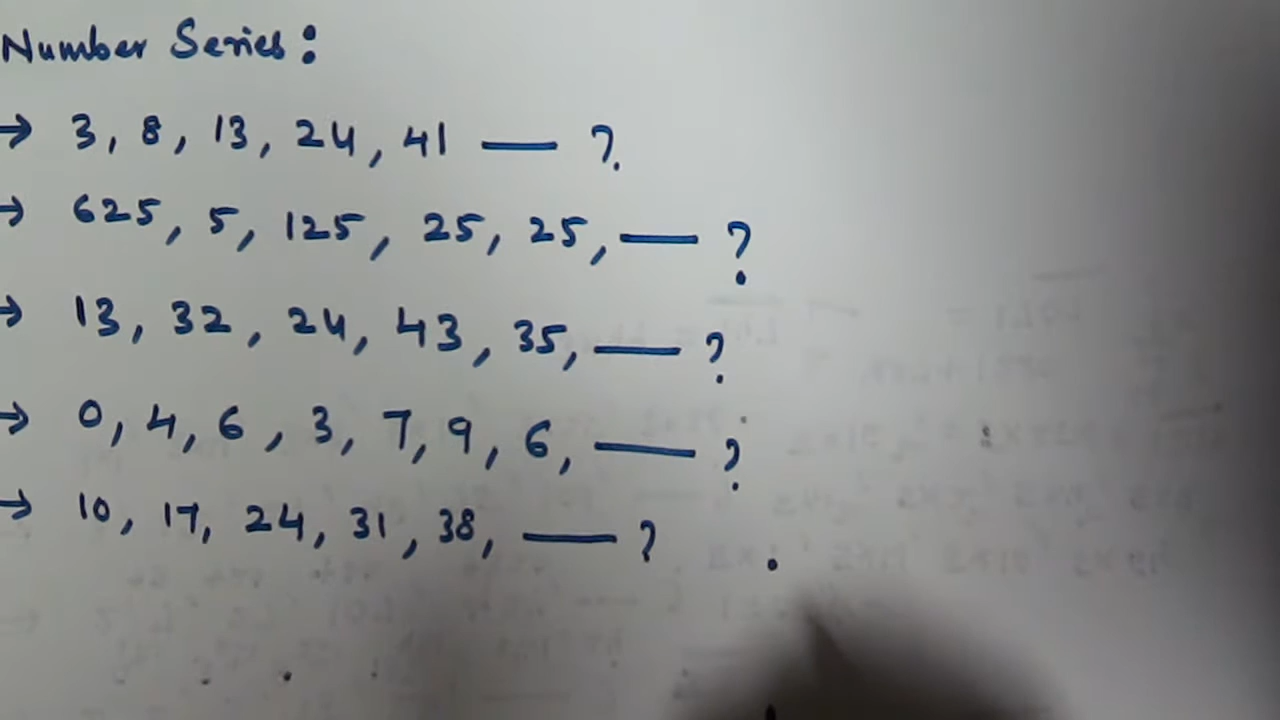 Number Series:
→ 3, 8, 13, 24, 41 — ?
→ 625, 5, 125, 25, 25, — ?
→ 13, 32, 24, 43, 35, — ?
→ 0, 4, 6, 3, 7, 9, 6, — ?
→ 10, 17, 24, 31, 38, — ?